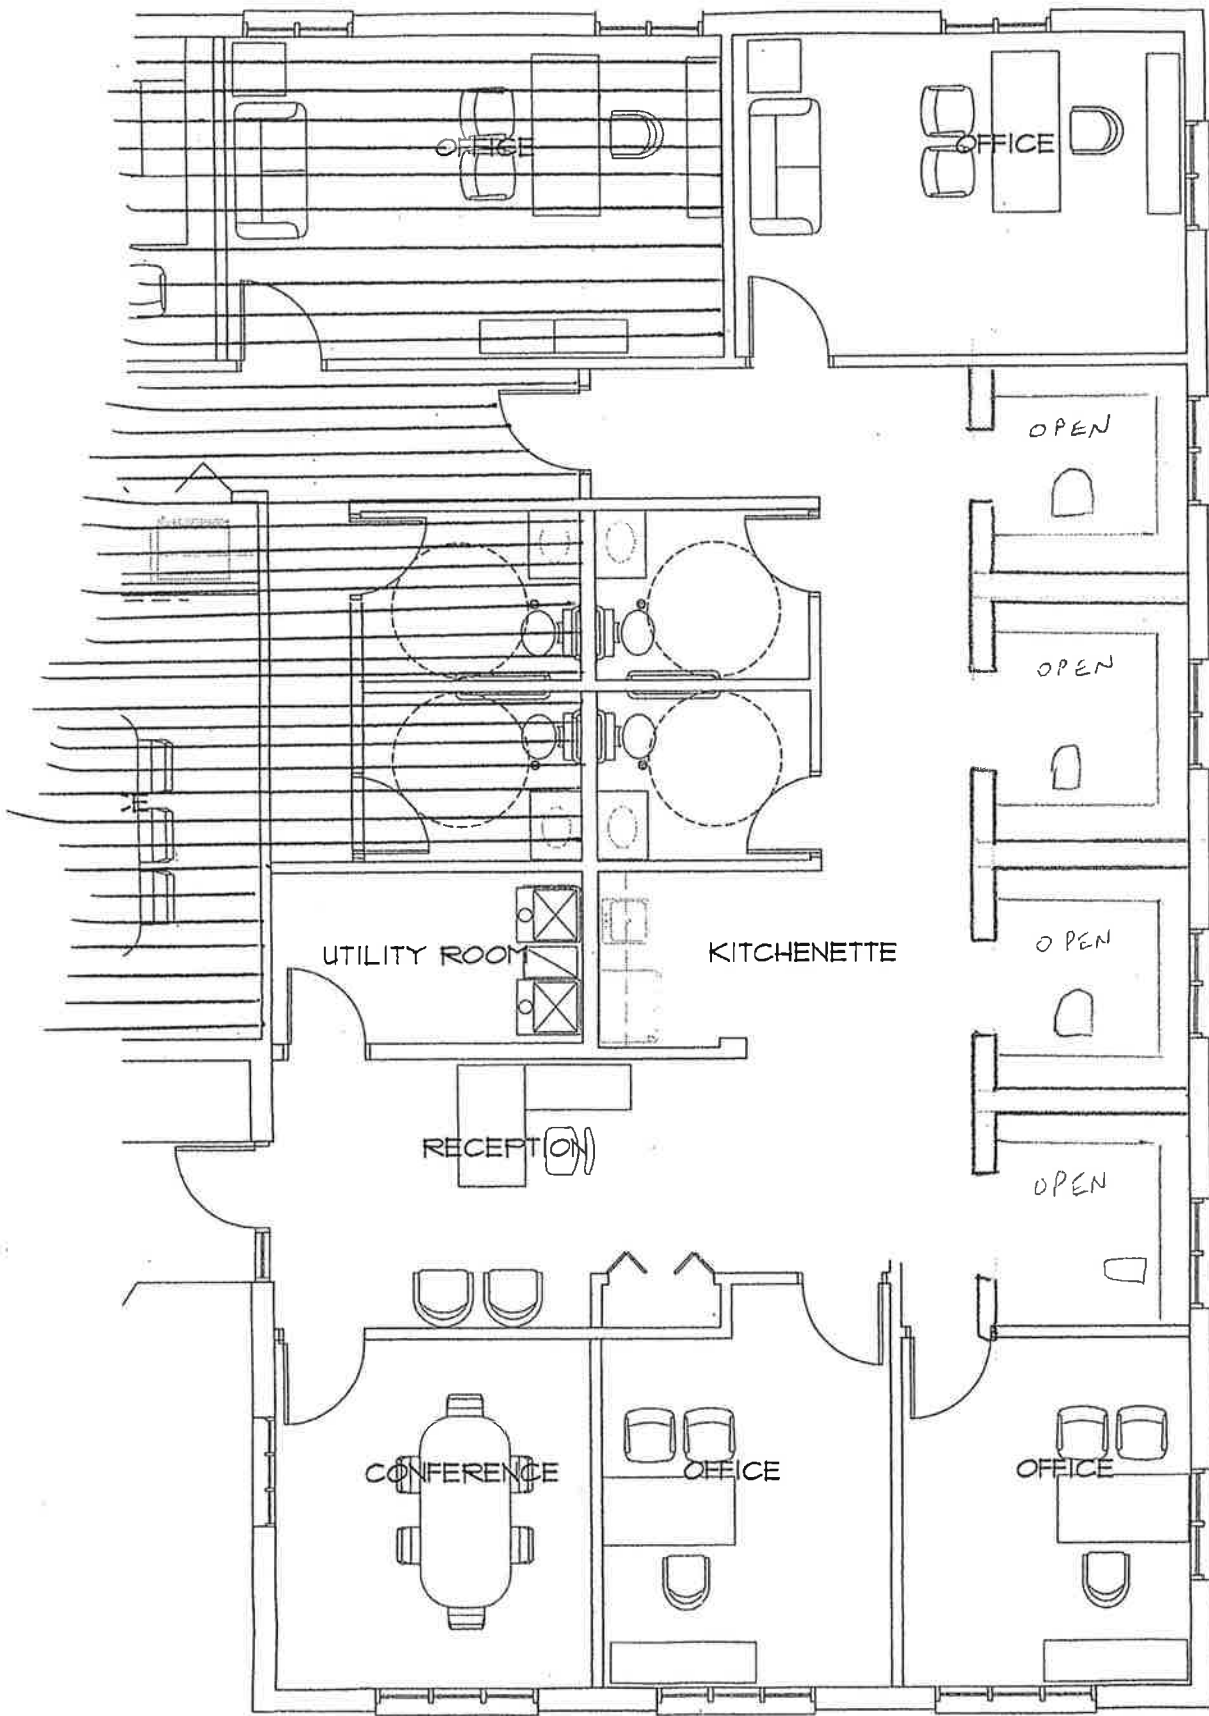 OFFICE
OFFICE
OPEN
OPEN
OPEN
UTILITY ROOM
KITCHENETTE
RECEPTION
OPEN
CONFERENCE
OFFICE
OFFICE